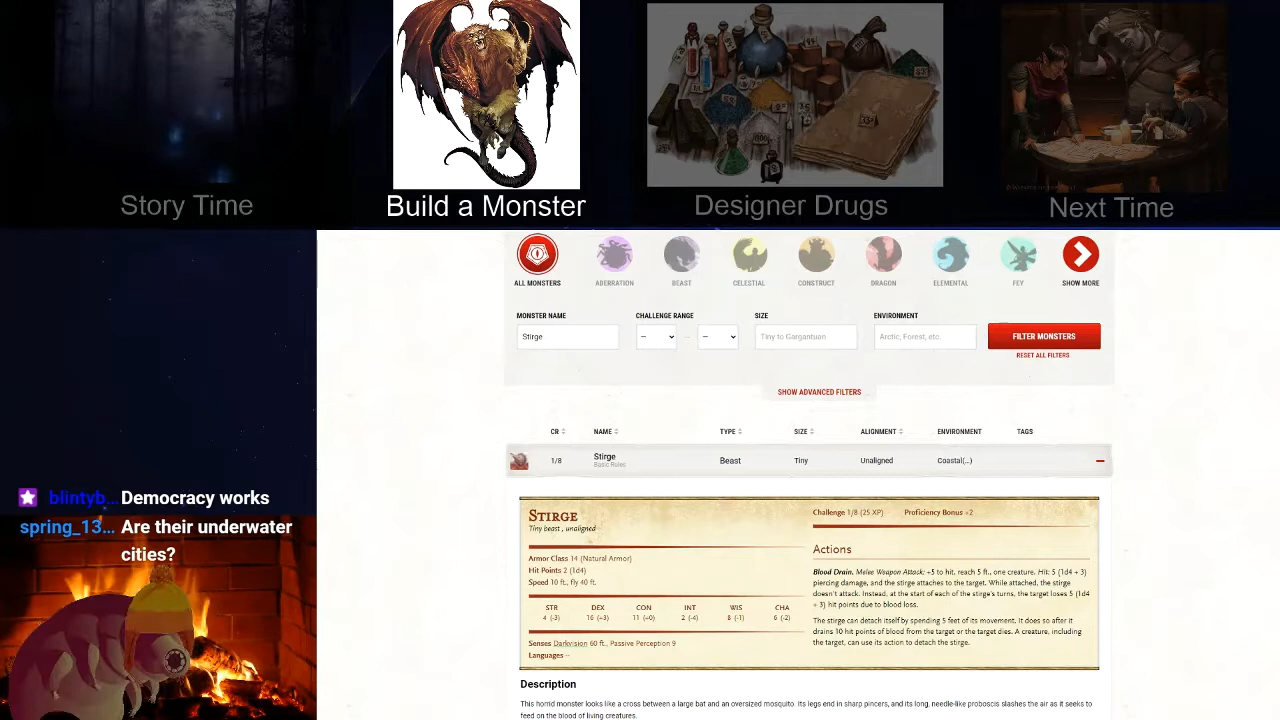 Story Time
Build a Monster
Designer Drugs
Next Time
ALL MONSTERS
ABERRATION
BEAST
CELESTIAL
CONSTRUCT
DRAGON
ELEMENTAL
FEY
SHOW MORE
MONSTER NAME
CHALLENGE RANGE
SIZE
ENVIRONMENT
Stirge
--
--
Tiny to Gargantuan
Arctic, Forest, etc.
FILTER MONSTERS
RESET ALL FILTERS
SHOW ADVANCED FILTERS
CR NAME TYPE SIZE ALIGNMENT ENVIRONMENT TAGS
1/8 Stirge Beast Tiny Unaligned Coastal(...)
Basic Rules
STIRGE
Tiny beast , unaligned
Armor Class 14 (Natural Armor)
Hit Points 2 (1d4)
Speed 10 ft., fly 40 ft.
STR DEX CON INT WIS CHA
4 (-3) 16 (+3) 11 (+0) 2 (-4) 8 (-1) 6 (-2)
Senses Darkvision 60 ft., Passive Perception 9
Languages --
Challenge 1/8 (25 XP) Proficiency Bonus +2
Actions
Blood Drain. Melee Weapon Attack: +5 to hit, reach 5 ft., one creature. Hit: 5 (1d4 + 3)
piercing damage, and the stirge attaches to the target. While attached, the stirge
doesn't attack. Instead, at the start of each of the stirge's turns, the target loses 5 (1d4
+ 3) hit points due to blood loss.
The stirge can detach itself by spending 5 feet of its movement. It does so after it
drains 10 hit points of blood from the target or the target dies. A creature, including
the target, can use its action to detach the stirge.
Description
This horrid monster looks like a cross between a large bat and an oversized mosquito. Its legs end in sharp pincers, and its long, needle-like proboscis slashes the air as it seeks to
feed on the blood of living creatures.
blintyb... Democracy works
spring_13... Are their underwater
cities?